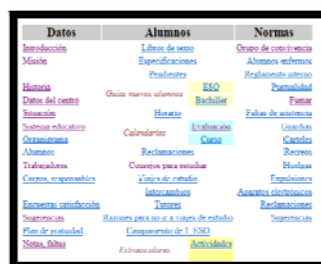 Datos Alumnos Normas
Introducción Libros de texto Grupo de convivencia
Misión Especificaciones Alumnos enfermos
Pendientes Reglamento interno
Historia Guías nuevos alumnos ESO Puntualidad
Datos del centro Bachiller Fumar
Situación Horario Faltas de asistencia
Sistema educativo Calendarios Evaluación Guardias
Organigrama Curso Carteles
Alumnos Reclamaciones Recreos
Trabajadores Consejos para estudiar Huelgas
Cargos, responsables Viajes de estudio Expulsiones
Intercambios Aparatos electrónicos
Encuestas satisfacción Tutores Reclamaciones
Sugerencias Razones para no ir a viajes de estudio Sugerencias
Plan de igualdad Campamento de 1 ESO
Notas, faltas Extraescolares Actividades